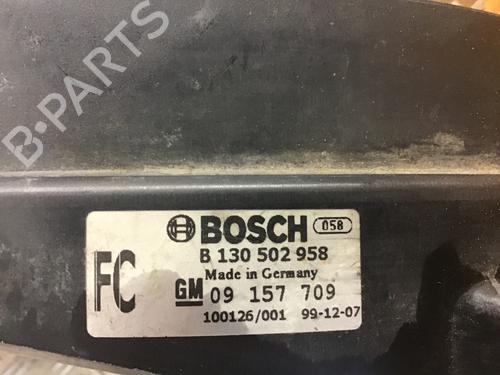 B·PARTS
BOSCH 058
B 130 502 958
Made in Germany
FC GM 09 157 709
100126/001 99-12-07